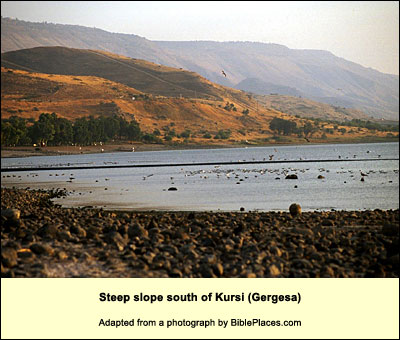 Steep slope south of Kursi (Gergesa)
Adapted from a photograph by BiblePlaces.com